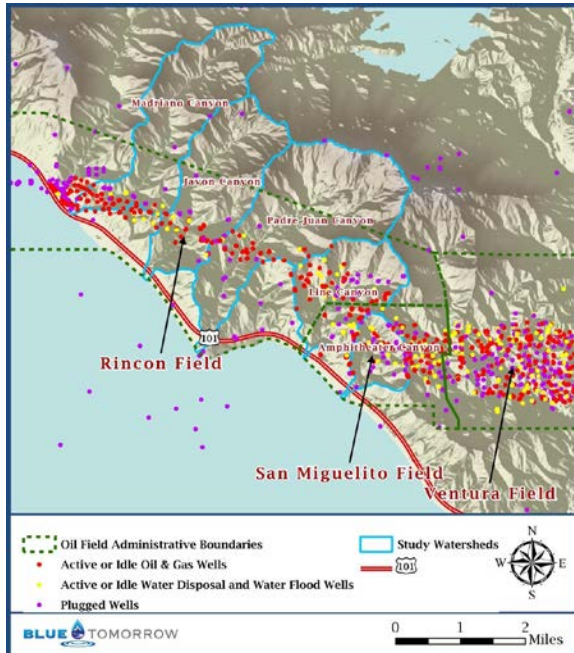 Madriano Canyon
Javon Canyon
Padre Juan Canyon
Line Canyon
101
Amphitheater Canyon
Rincon Field
San Miguelito Field
Ventura Field
Oil Field Administrative Boundaries
Active or Idle Oil & Gas Wells
Active or Idle Water Disposal and Water Flood Wells
Plugged Wells
Study Watersheds
101
N
W E
S
BLUE TOMORROW
0 1 2
Miles